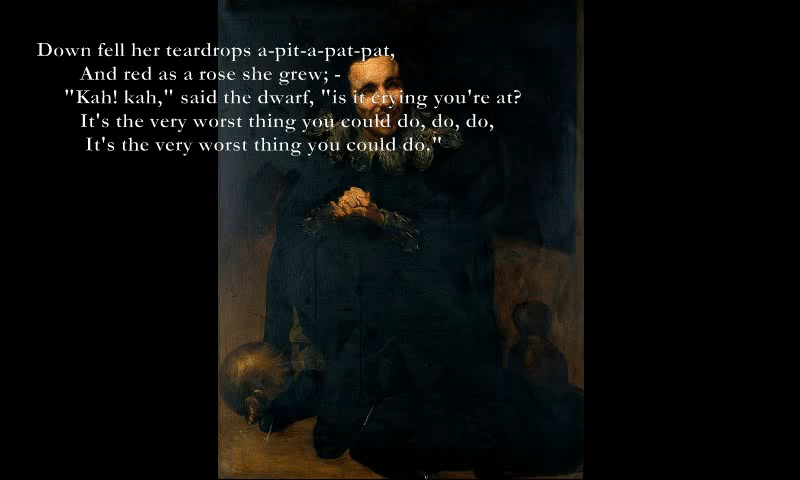 Down fell her teardrops a-pit-a-pat-pat,
And red as a rose she grew; -
"Kah! kah," said the dwarf, "is it crying you're at?
It's the very worst thing you could do, do, do,
It's the very worst thing you could do."